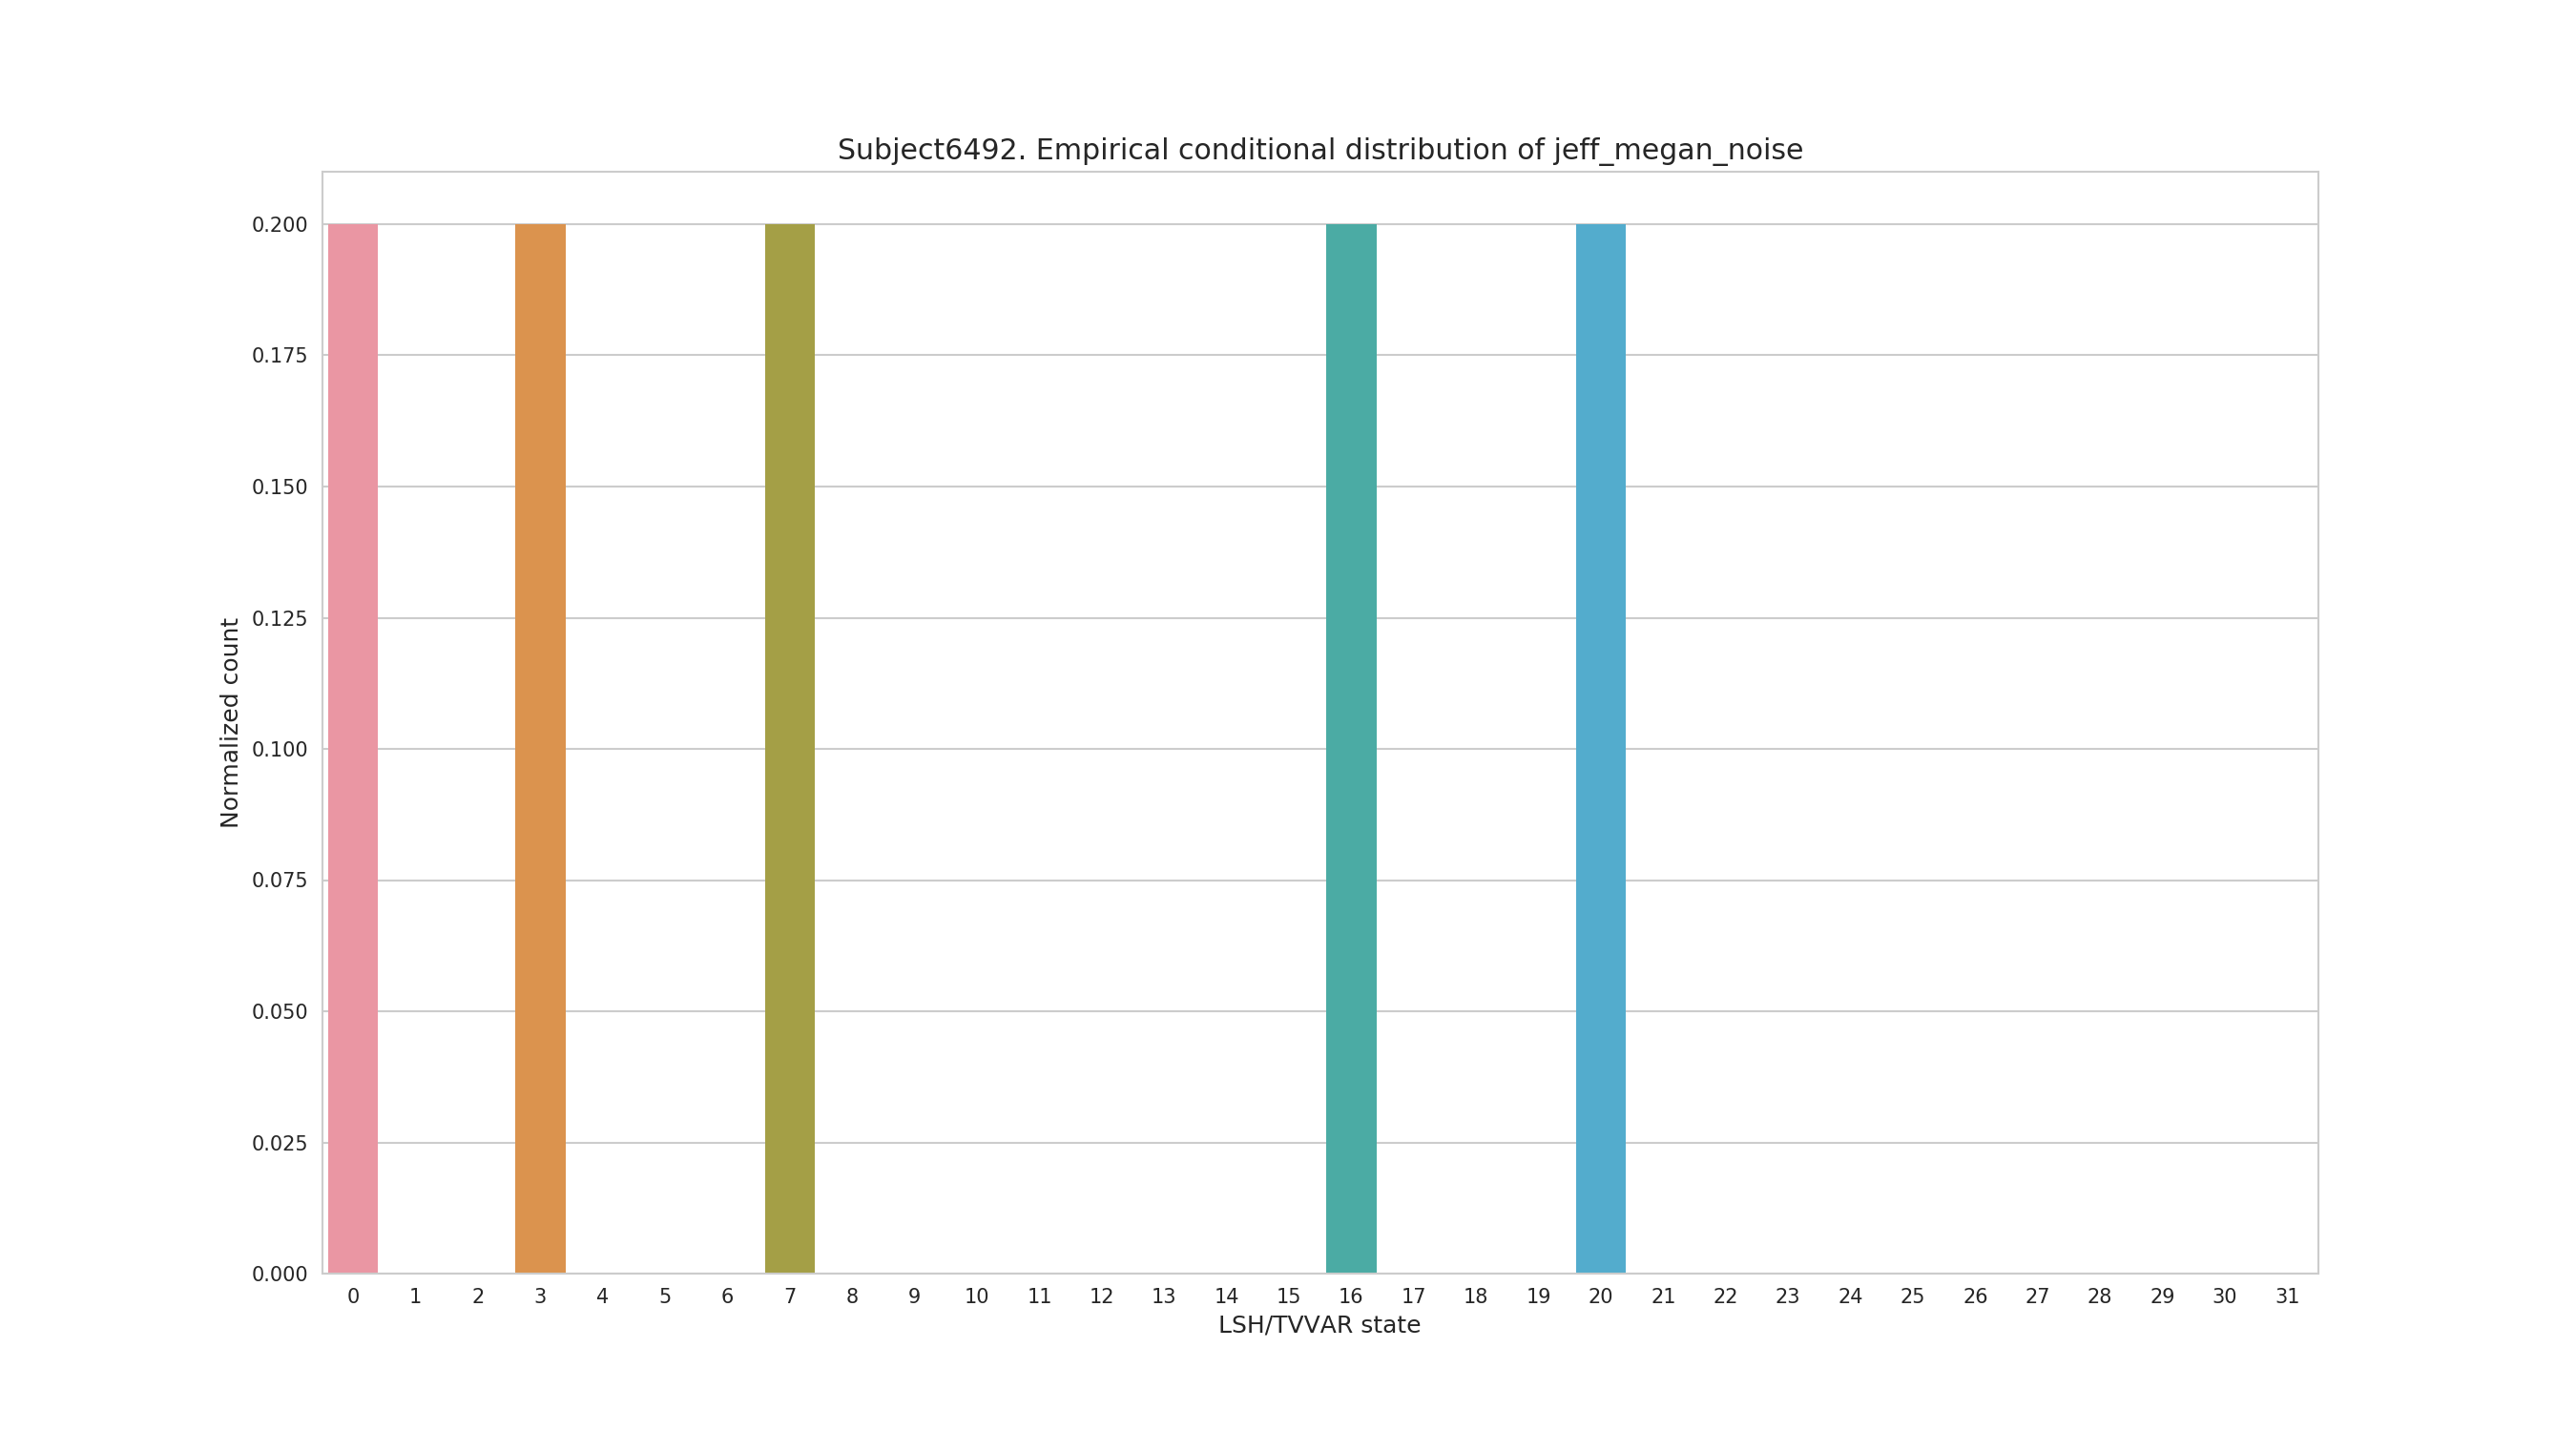 Subject6492. Empirical conditional distribution of jeff_megan_noise
Normalized count
0.200
0.175
0.150
0.125
0.100
0.075
0.050
0.025
0.000
0 1 2 3 4 5 6 7 8 9 10 11 12 13 14 15 16 17 18 19 20 21 22 23 24 25 26 27 28 29 30 31
LSH/TVVAR state